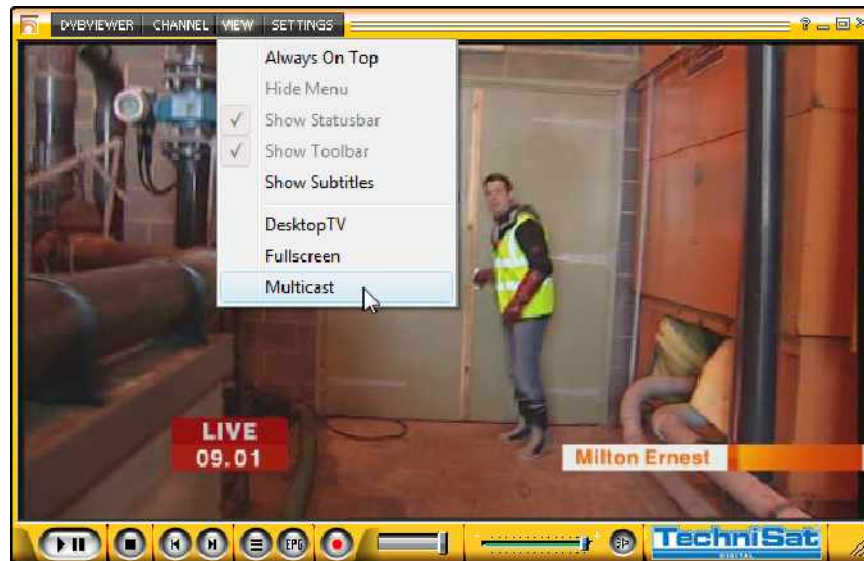 DVBVIEWER CHANNEL VIEW SETTINGS
Always On Top
Hide Menu
Show Statusbar
Show Toolbar
Show Subtitles
DesktopTV
Fullscreen
Multicast
LIVE
09.01
Milton Ernest
EPG
TechniSat
DIGITAL